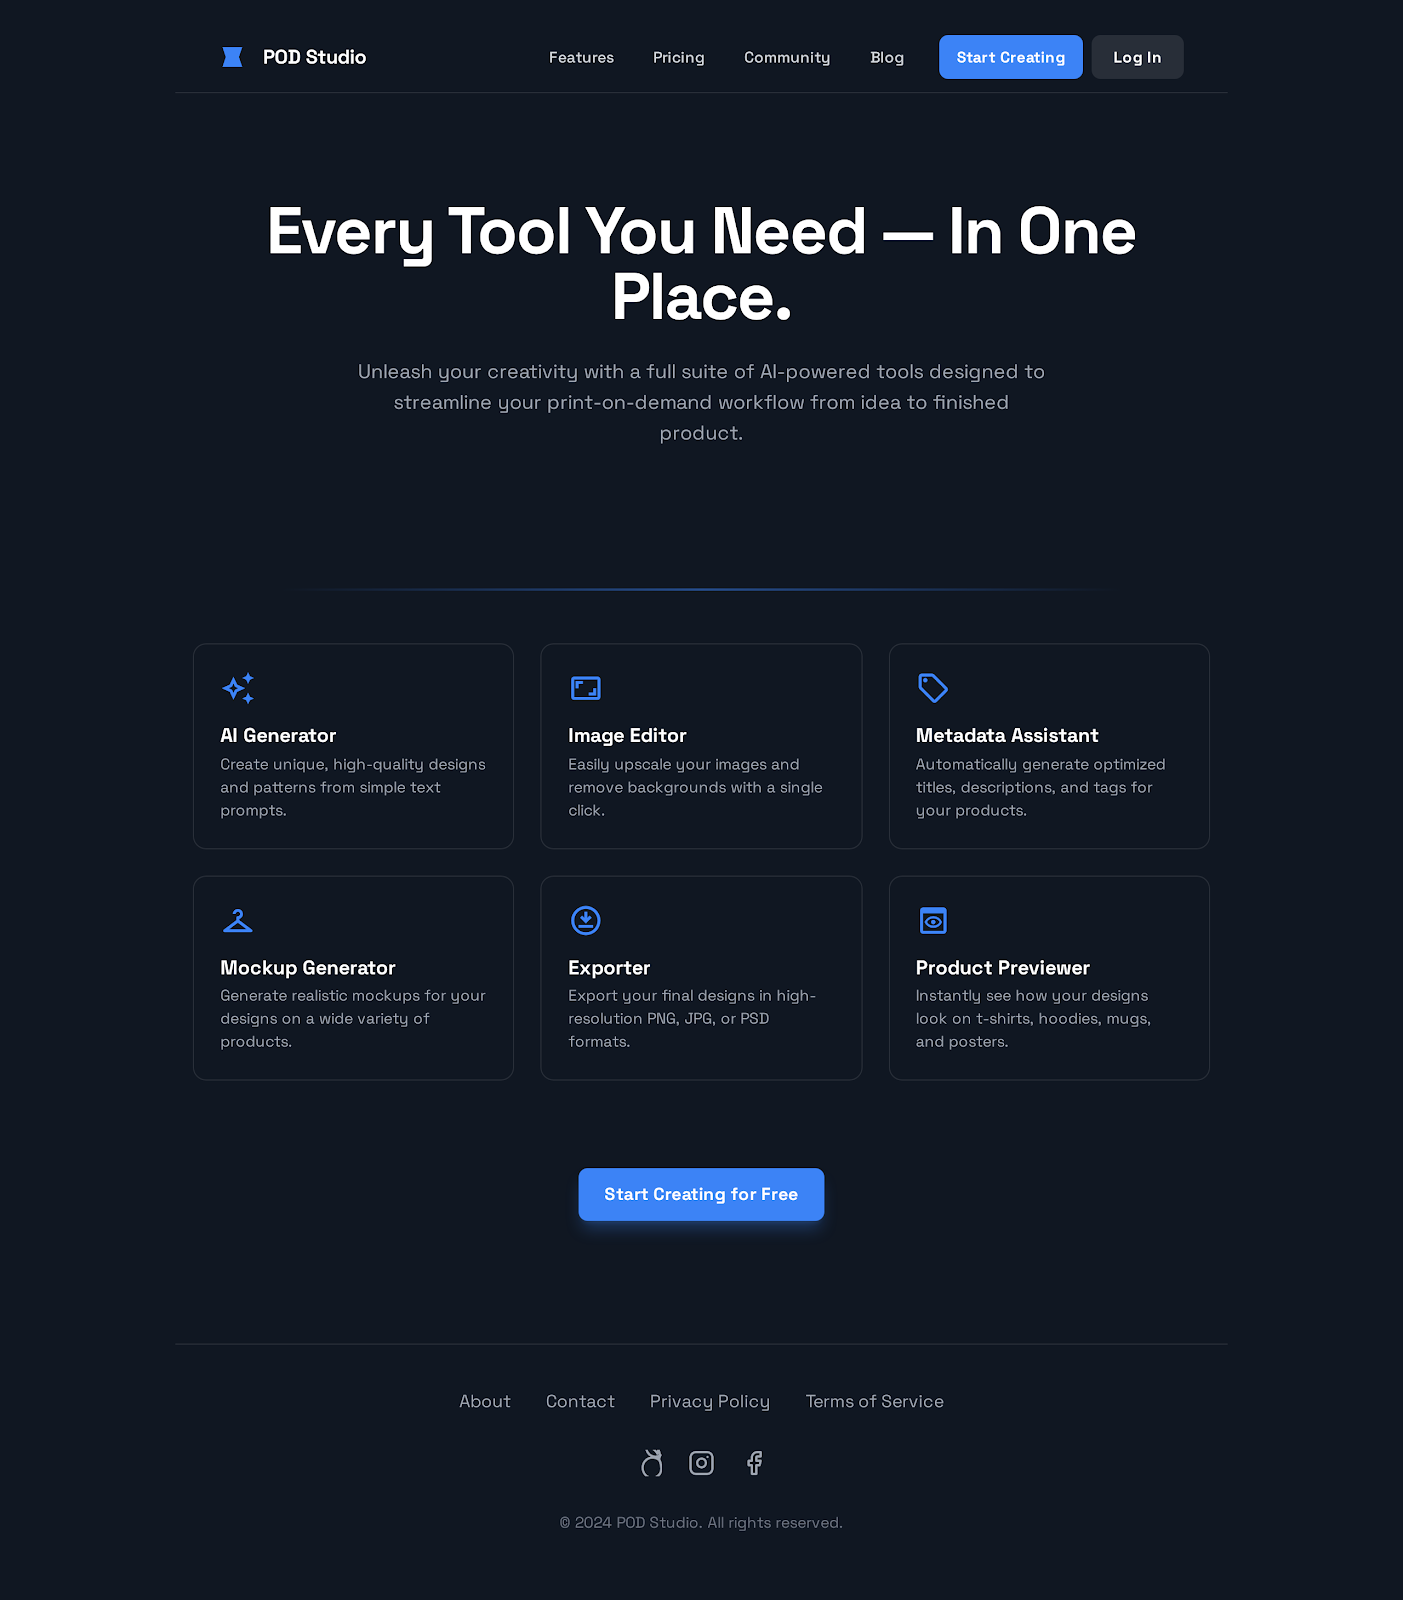 POD Studio
Features
Pricing
Community
Blog
Start Creating
Log In
Every Tool You Need — In One
Place.
Unleash your creativity with a full suite of AI-powered tools designed to
streamline your print-on-demand workflow from idea to finished
product.
AI Generator
Create unique, high-quality designs
and patterns from simple text
prompts.
Image Editor
Easily upscale your images and
remove backgrounds with a single
click.
Metadata Assistant
Automatically generate optimized
titles, descriptions, and tags for
your products.
Mockup Generator
Generate realistic mockups for your
designs on a wide variety of
products.
Exporter
Export your final designs in high-
resolution PNG, JPG, or PSD
formats.
Product Previewer
Instantly see how your designs
look on t-shirts, hoodies, mugs,
and posters.
Start Creating for Free
About
Contact
Privacy Policy
Terms of Service
© 2024 POD Studio. All rights reserved.